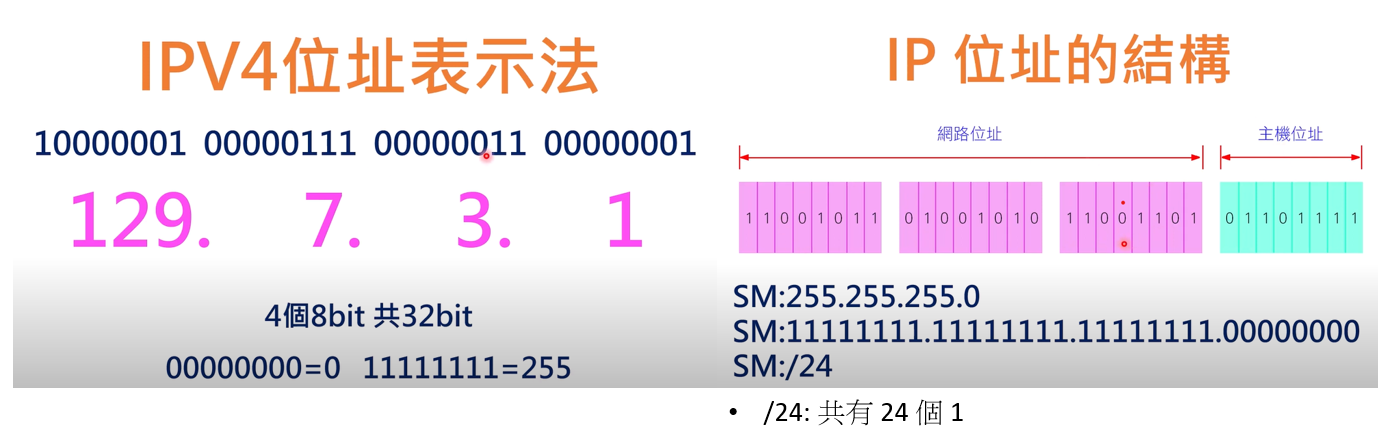 IPV4位址表示法
10000001 00000111 00000011 00000001
129. 7. 3. 1
4個8bit 共32bit
00000000=0 11111111=255
IP 位址的結構
網路位址 主機位址
1 1 0 0 1 0 1 1 0 1 0 0 1 0 1 0 1 1 0 0 1 1 0 1 0 1 1 0 1 1 1 1
SM:255.255.255.0
SM:11111111.11111111.11111111.00000000
SM:/24
• /24: 共有 24 個 1